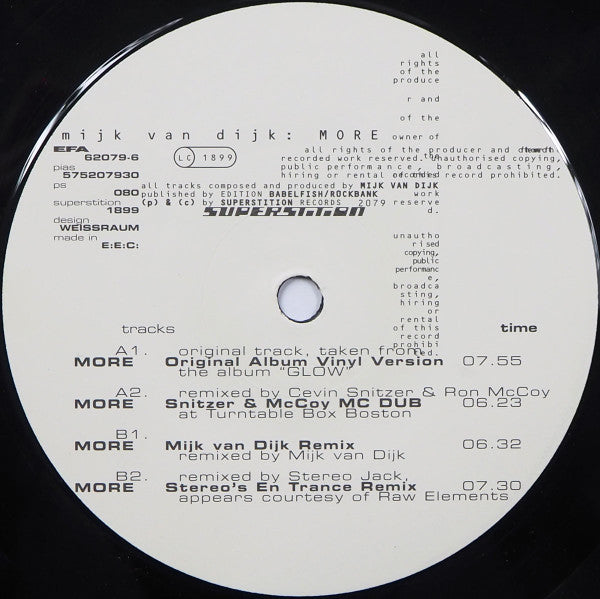 all
rights
of the
produce
r and
of the
owner of
mijk van dijk: MORE
EFA
62079-6
pias
575207930
ps
080
superstition
1899
design
WEISSRAUM
made in
E:E:C:
LC 1899
all rights of the producer and of the
recorded work reserved. Unauthorised copying,
public performance, broadcasting,
hiring or rental of this record prohibited.
all tracks composed and produced by MIJK VAN DIJK
published by EDITION BABELFISH/ROCKBANK
(p) & (c) by SUPERSTITION RECORDS 2079
SUPERSTITION
work
reserve
d.
unautho
rised
copying,
public
performanc
e,
broadca
sting,
hiring
or
rental
of this
record
prohibi
ted.
tracks
time
A1. original track, taken from
MORE Original Album Vinyl Version 07.55
the album "GLOW"
A2. remixed by Cevin Snitzer & Ron McCoy
MORE Snitzer & McCoy MC DUB 06.23
at Turntable Box Boston
B1.
MORE Mijk van Dijk Remix 06.32
remixed by Mijk van Dijk
B2. remixed by Stereo Jack,
MORE Stereo's En Trance Remix 07.30
appears courtesy of Raw Elements